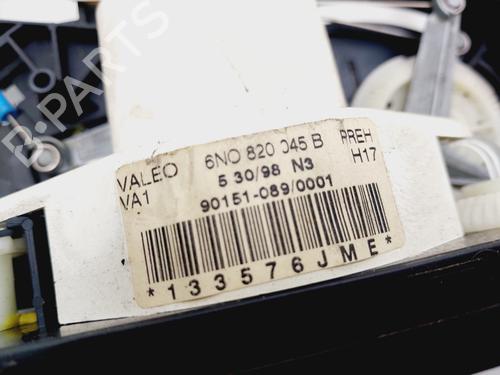 VALEO 6N0 820 045 B PREH
VA1 5 30/98 N3 H17
90151-089/0001
*133576JME*
B-PARTS